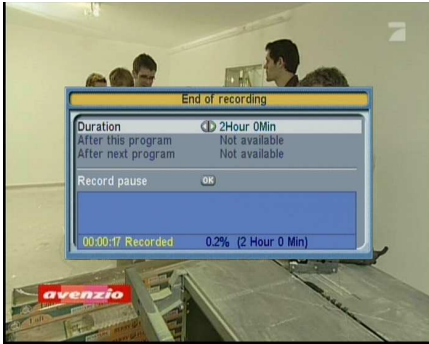 End of recording
Duration 2Hour 0Min
After this program Not available
After next program Not available
Record pause OK
00:00:17 Recorded 0.2% (2 Hour 0 Min)
avenzio